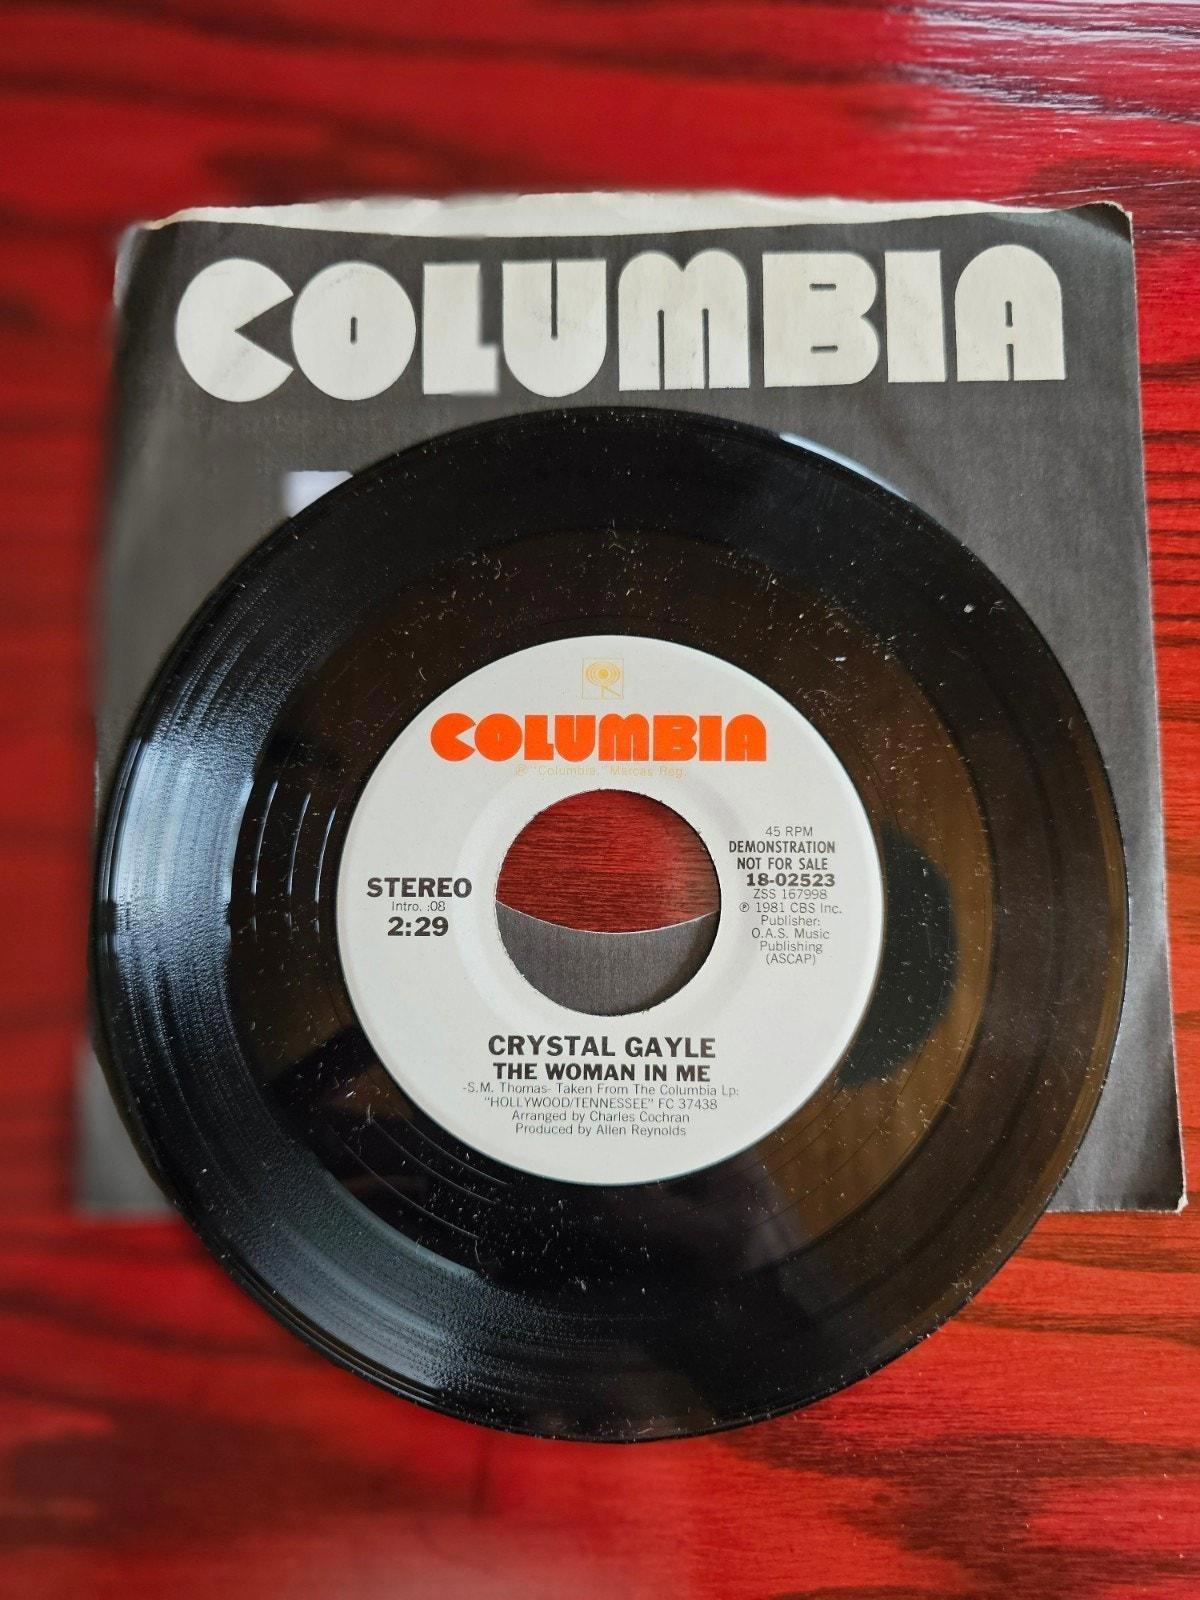 COLUMBIA
COLUMBIA
℗ "Columbia," Marcas Reg.
45 RPM
DEMONSTRATION
NOT FOR SALE
18-02523
ZSS 167998
℗ 1981 CBS Inc.
Publisher:
O.A.S. Music
Publishing
(ASCAP)
STEREO
Intro. :08
2:29
CRYSTAL GAYLE
THE WOMAN IN ME
-S.M. Thomas- Taken From The Columbia Lp:
"HOLLYWOOD/TENNESSEE" FC 37438
Arranged by Charles Cochran
Produced by Allen Reynolds